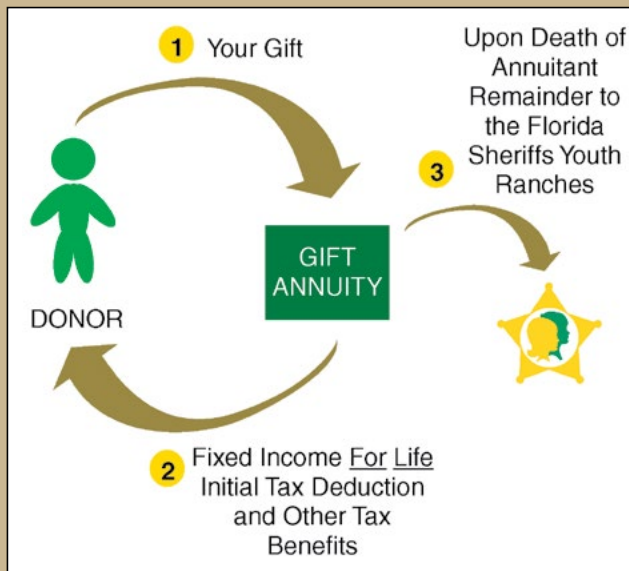 1 Your Gift
Upon Death of
Annuitant
Remainder to
the Florida
Sheriffs Youth
Ranches
3
GIFT
ANNUITY
DONOR
2 Fixed Income For Life
Initial Tax Deduction
and Other Tax
Benefits